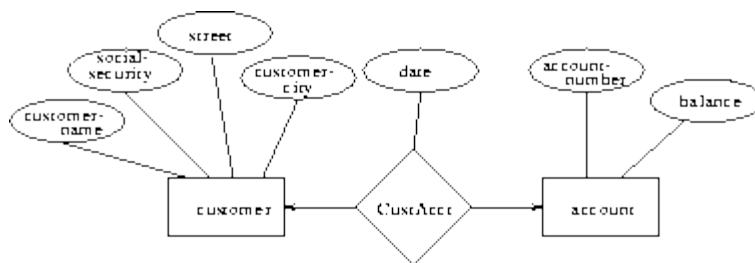 street
social-
security
customer-
city
date
account-
number
customer-
name
balance
customer
CustAcct
account